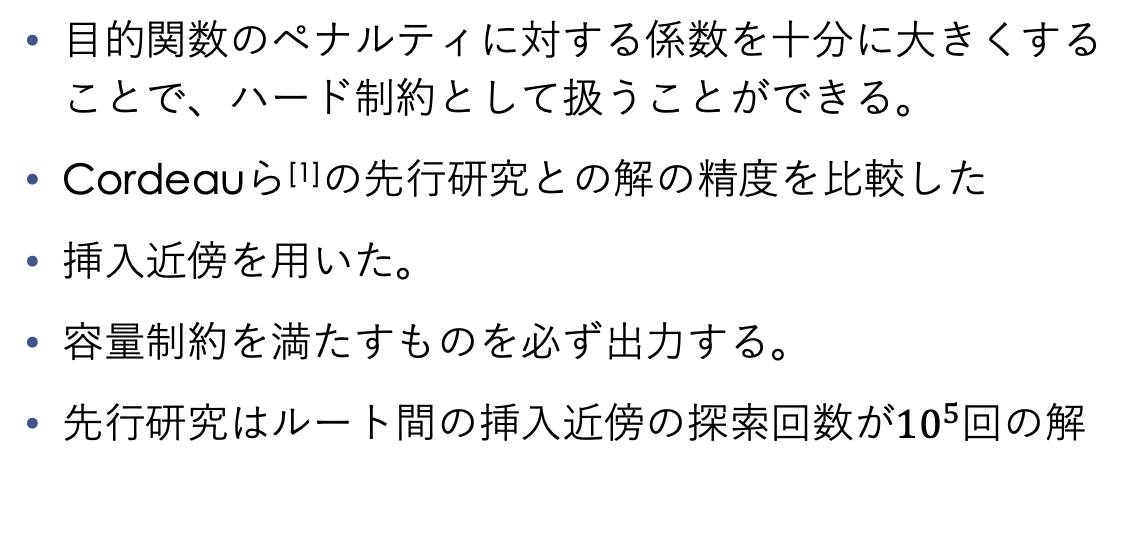 • 目的関数のペナルティに対する係数を十分に大きくする
ことで、ハード制約として扱うことができる。
• Cordeauら[1]の先行研究との解の精度を比較した
• 挿入近傍を用いた。
• 容量制約を満たすものを必ず出力する。
• 先行研究はルート間の挿入近傍の探索回数が10⁵回の解